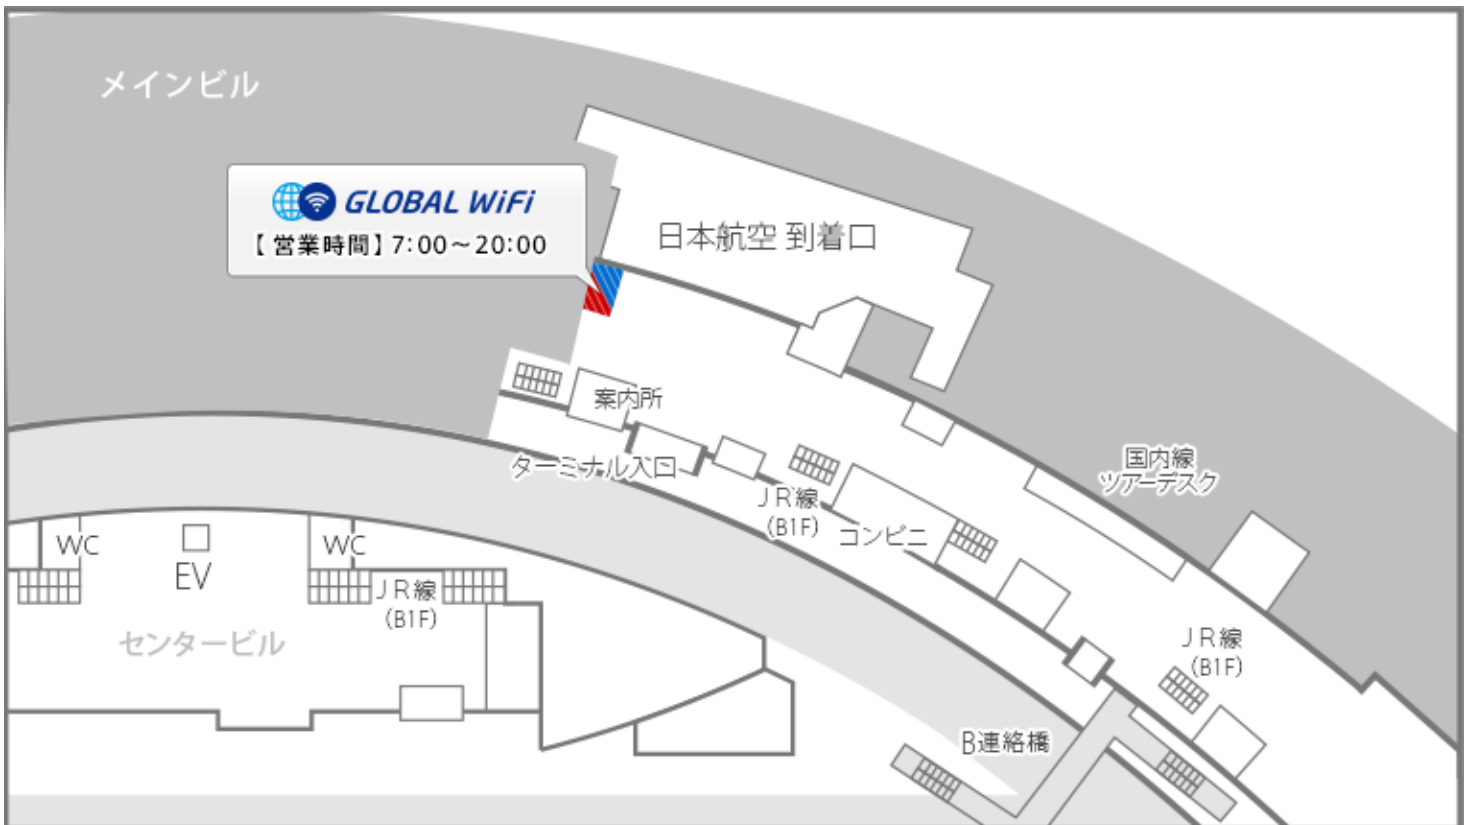 メインビル
GLOBAL WiFi
【営業時間】7:00～20:00
日本航空 到着口
案内所
ターミナル入口
国内線
ツアーデスク
JR線
(B1F)
コンビニ
WC
WC
EV
JR線
(B1F)
センタービル
JR線
(B1F)
B連絡橋